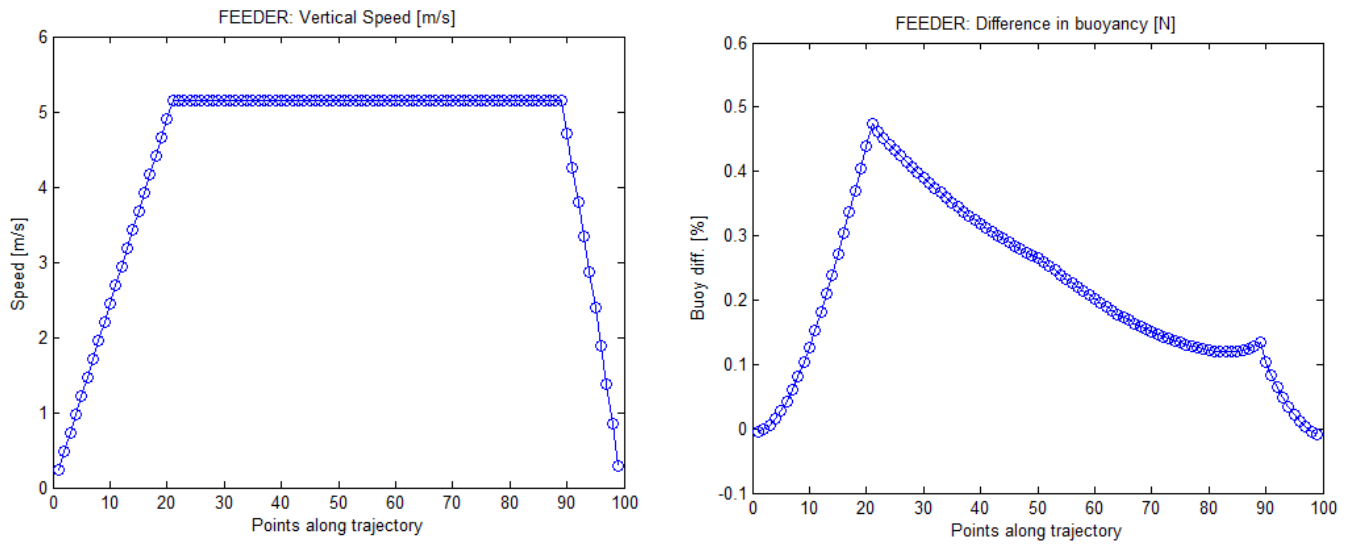 FEEDER: Vertical Speed [m/s]
6
5
4
3
2
1
0
Speed [m/s]
0 10 20 30 40 50 60 70 80 90 100
Points along trajectory
FEEDER: Difference in buoyancy [N]
0.6
0.5
0.4
0.3
0.2
0.1
0
-0.1
Buoy diff. [%]
0 10 20 30 40 50 60 70 80 90 100
Points along trajectory